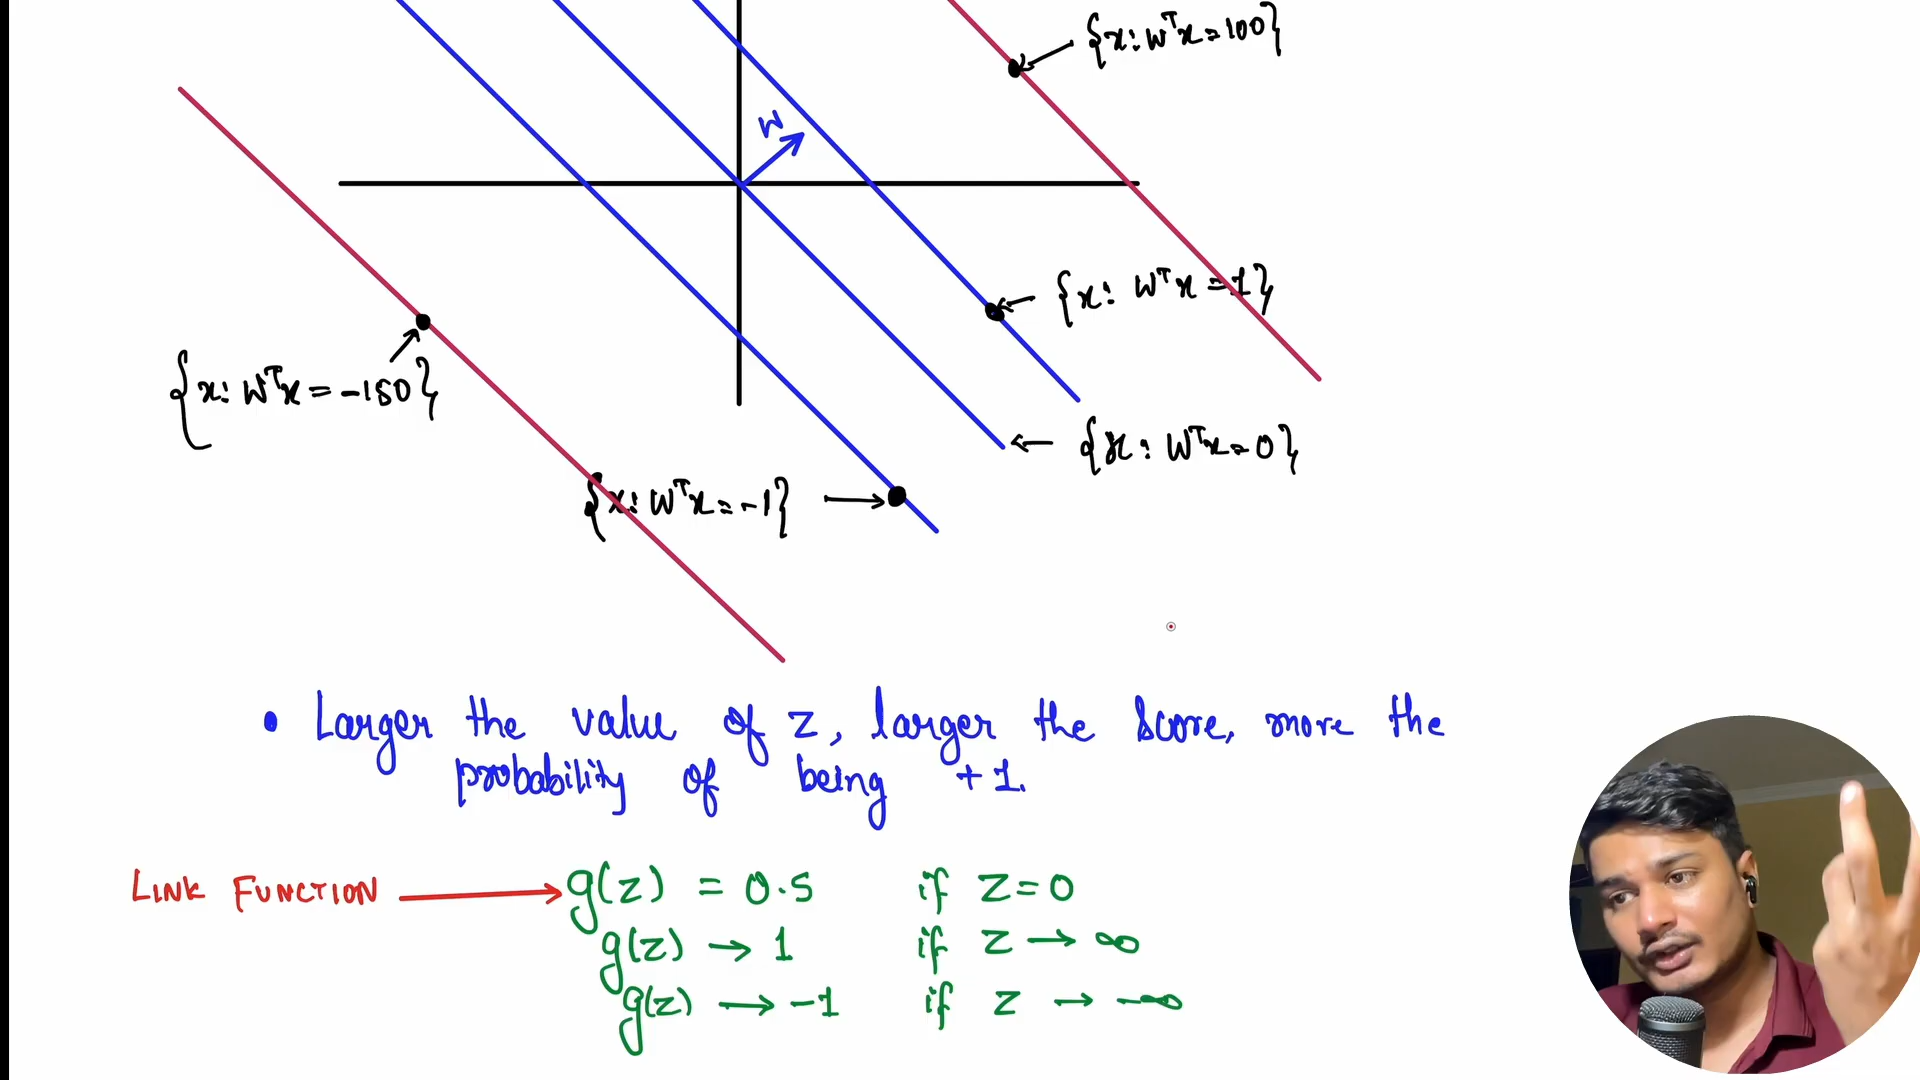 {x: WᵀX = 100}
W
{x: WᵀX = 1}
{x: WᵀX = -150}
{x: WᵀX = 0}
{x: WᵀX = -1}
• Larger the value of z, larger the score, more the
probability of being +1.
LINK FUNCTION → g(z) = 0.5 if z = 0
g(z) → 1 if z → ∞
g(z) → -1 if z → -∞